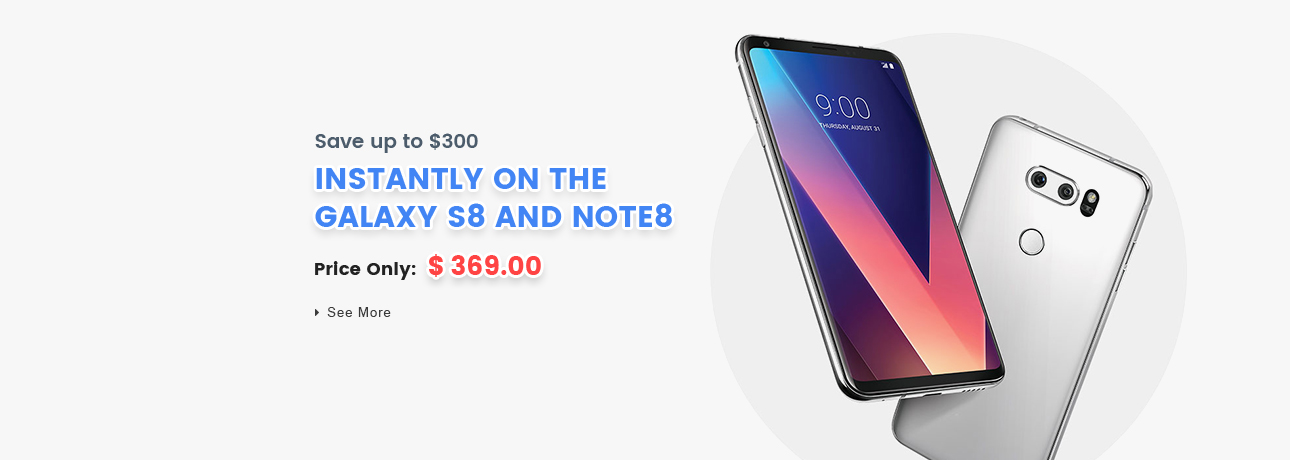 Save up to $300
INSTANTLY ON THE
GALAXY S8 AND NOTE8
Price Only: $ 369.00
See More
9:00
THURSDAY, AUGUST 31